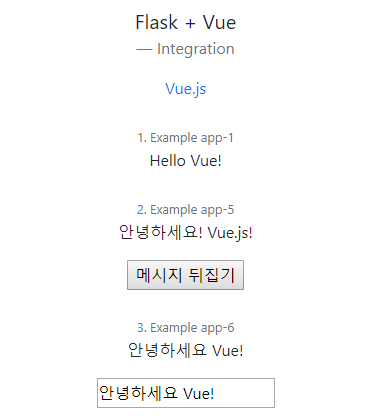 Flask + Vue
— Integration
Vue.js
1. Example app-1
Hello Vue!
2. Example app-5
안녕하세요! Vue.js!
메시지 뒤집기
3. Example app-6
안녕하세요 Vue!
안녕하세요 Vue!